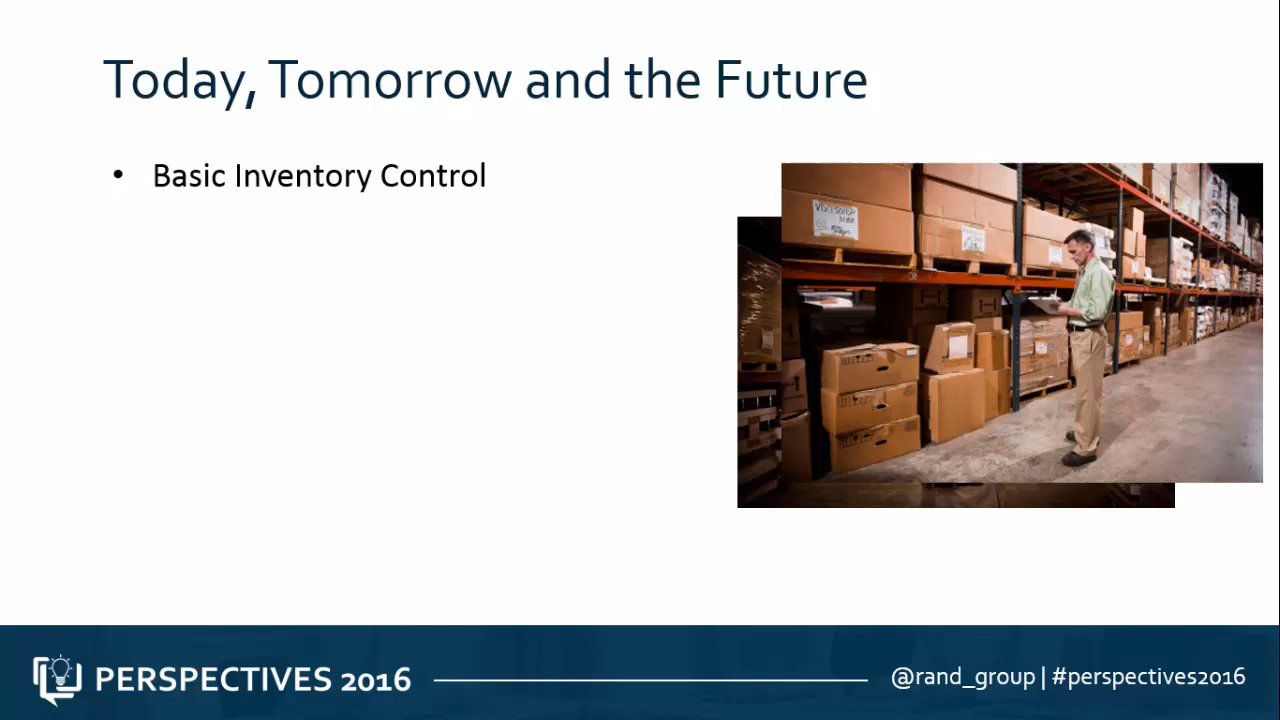 Today, Tomorrow and the Future
• Basic Inventory Control
PERSPECTIVES 2016
@rand_group | #perspectives2016